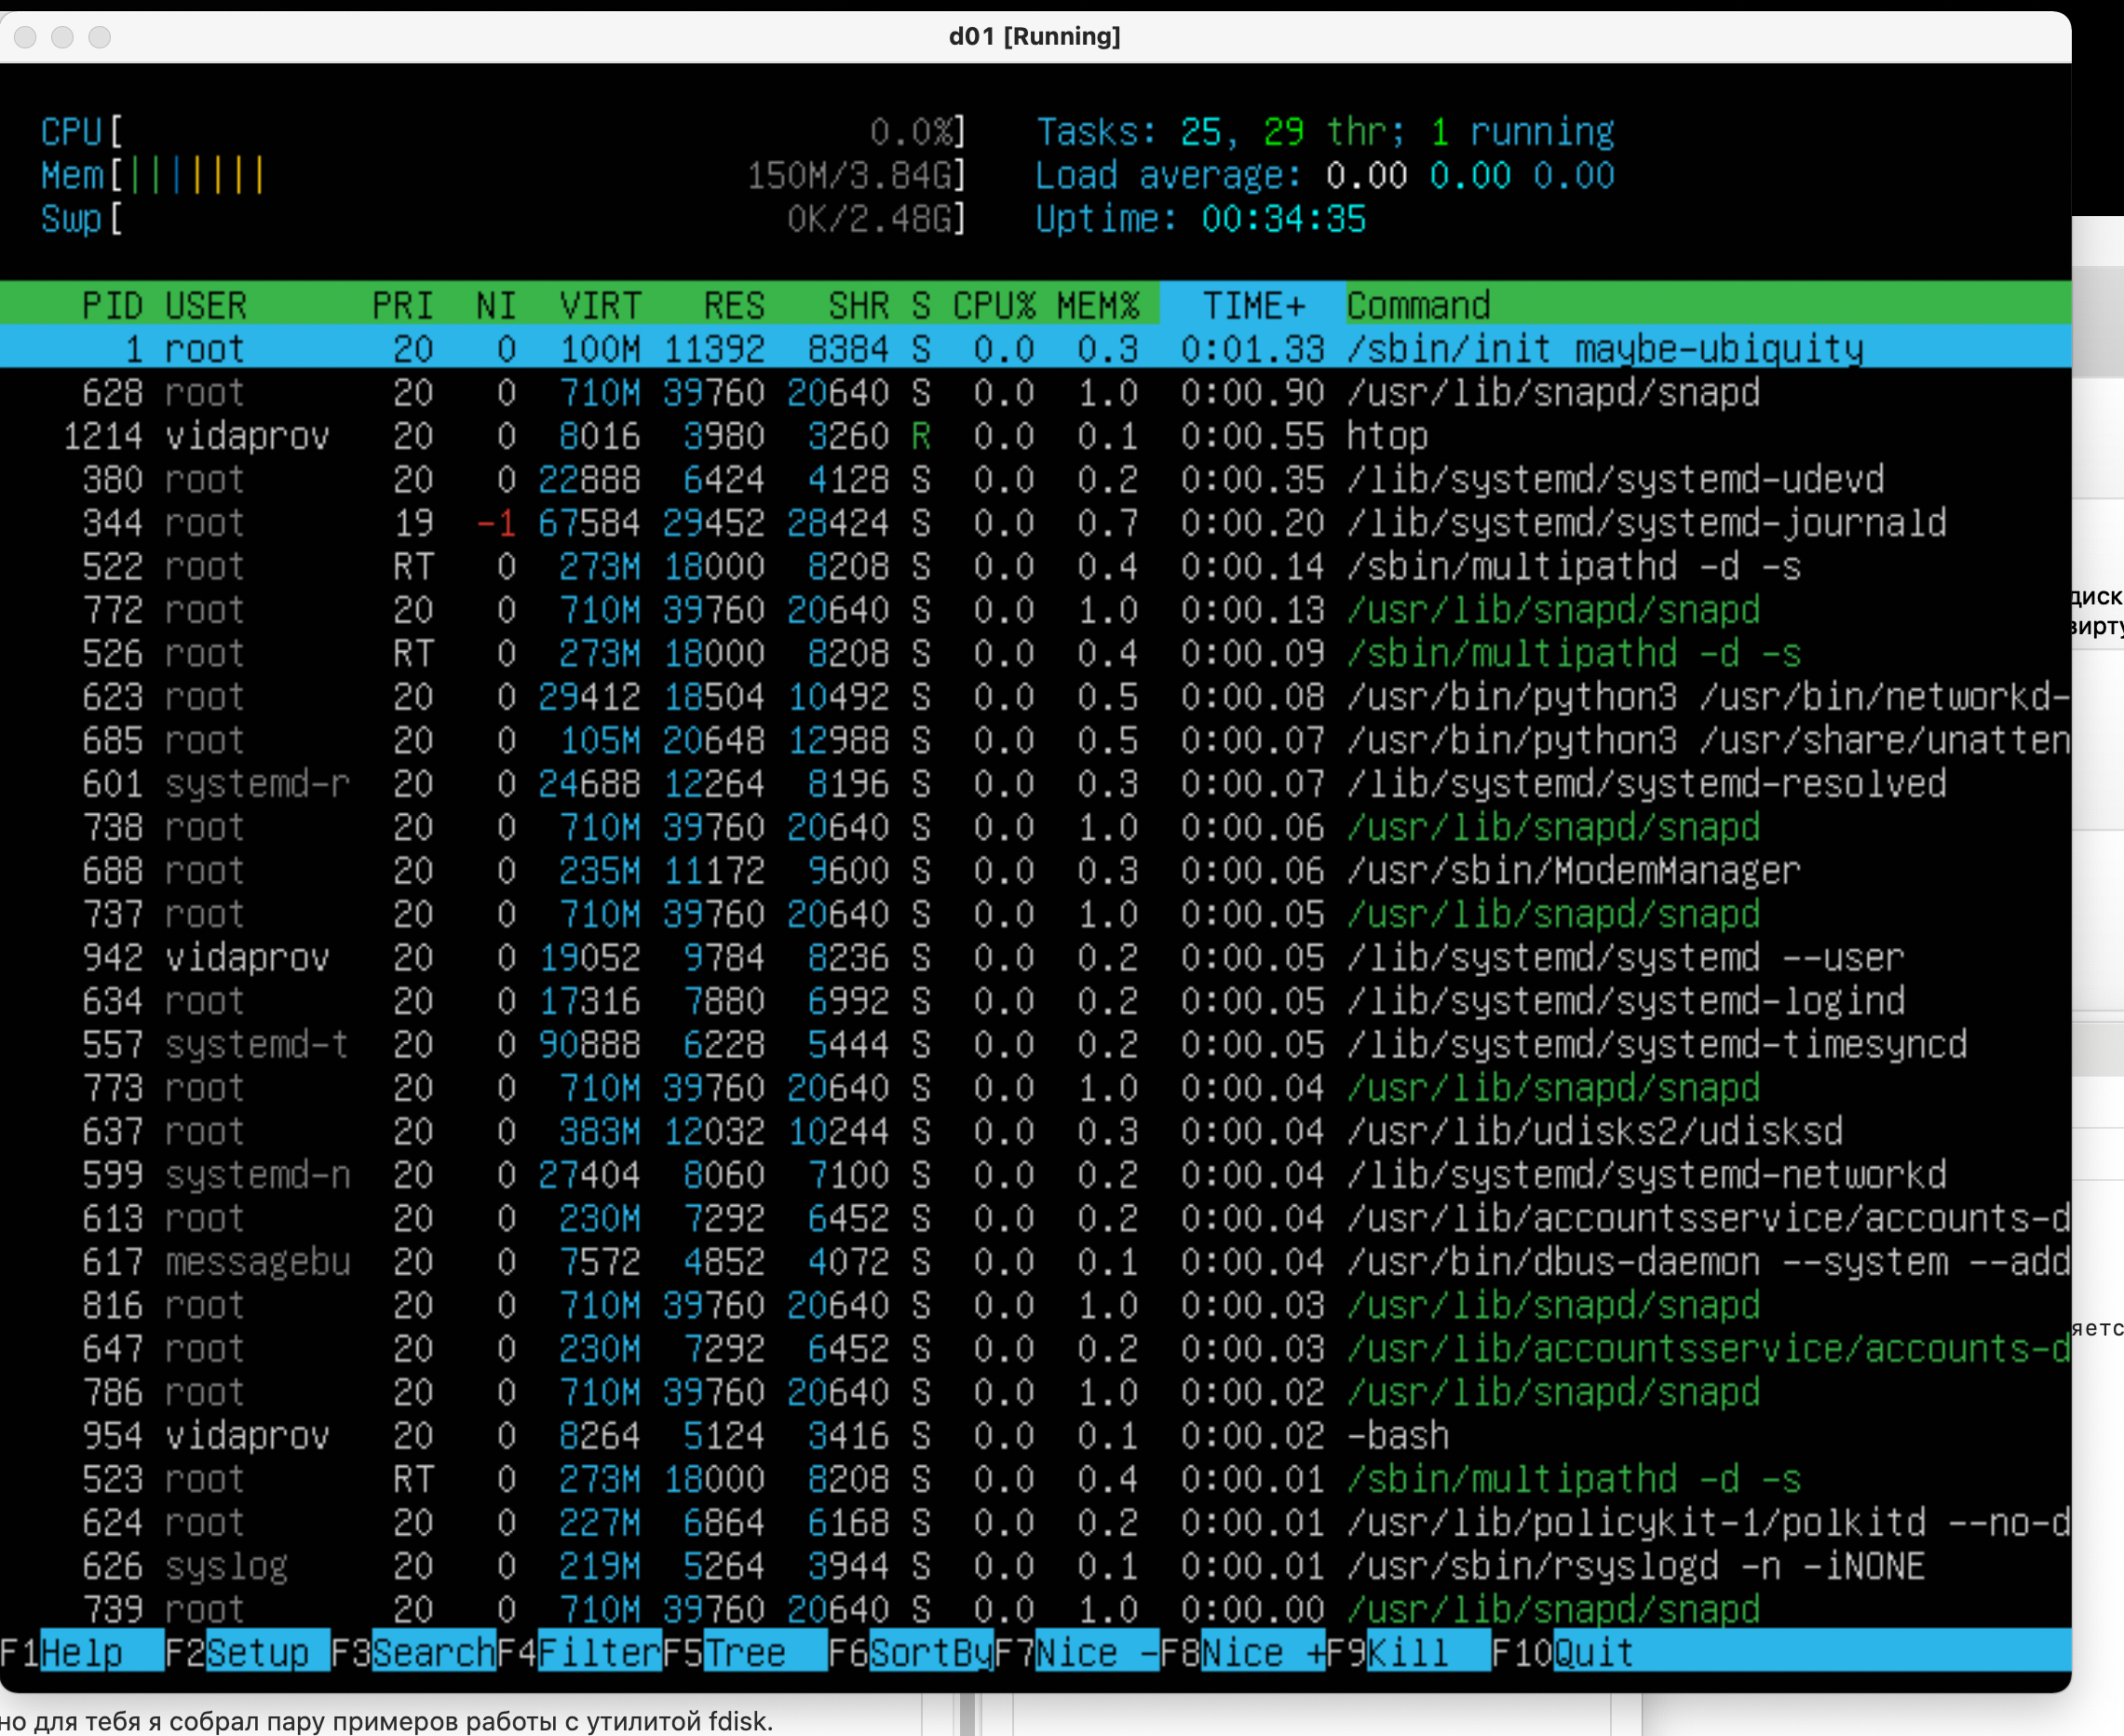 d01 [Running]
CPU[ 0.0%] Tasks: 25, 29 thr; 1 running
Mem[||||||| 150M/3.84G] Load average: 0.00 0.00 0.00
Swp[ 0K/2.48G] Uptime: 00:34:35
PID USER PRI NI VIRT RES SHR S CPU% MEM% TIME+ Command
1 root 20 0 100M 11392 8384 S 0.0 0.3 0:01.33 /sbin/init maybe-ubiquity
628 root 20 0 710M 39760 20640 S 0.0 1.0 0:00.90 /usr/lib/snapd/snapd
1214 vidaprov 20 0 8016 3980 3260 R 0.0 0.1 0:00.55 htop
380 root 20 0 22888 6424 4128 S 0.0 0.2 0:00.35 /lib/systemd/systemd-udevd
344 root 19 -1 67584 29452 28424 S 0.0 0.7 0:00.20 /lib/systemd/systemd-journald
522 root RT 0 273M 18000 8208 S 0.0 0.4 0:00.14 /sbin/multipathd -d -s
772 root 20 0 710M 39760 20640 S 0.0 1.0 0:00.13 /usr/lib/snapd/snapd
диск
526 root RT 0 273M 18000 8208 S 0.0 0.4 0:00.09 /sbin/multipathd -d -s
вирту
623 root 20 0 29412 18504 10492 S 0.0 0.5 0:00.08 /usr/bin/python3 /usr/bin/networkd-
685 root 20 0 105M 20648 12988 S 0.0 0.5 0:00.07 /usr/bin/python3 /usr/share/unatten
601 systemd-r 20 0 24688 12264 8196 S 0.0 0.3 0:00.07 /lib/systemd/systemd-resolved
738 root 20 0 710M 39760 20640 S 0.0 1.0 0:00.06 /usr/lib/snapd/snapd
688 root 20 0 235M 11172 9600 S 0.0 0.3 0:00.06 /usr/sbin/ModemManager
737 root 20 0 710M 39760 20640 S 0.0 1.0 0:00.05 /usr/lib/snapd/snapd
942 vidaprov 20 0 19052 9784 8236 S 0.0 0.2 0:00.05 /lib/systemd/systemd --user
634 root 20 0 17316 7880 6992 S 0.0 0.2 0:00.05 /lib/systemd/systemd-logind
557 systemd-t 20 0 90888 6228 5444 S 0.0 0.2 0:00.05 /lib/systemd/systemd-timesyncd
773 root 20 0 710M 39760 20640 S 0.0 1.0 0:00.04 /usr/lib/snapd/snapd
637 root 20 0 383M 12032 10244 S 0.0 0.3 0:00.04 /usr/lib/udisks2/udisksd
599 systemd-n 20 0 27404 8060 7100 S 0.0 0.2 0:00.04 /lib/systemd/systemd-networkd
613 root 20 0 230M 7292 6452 S 0.0 0.2 0:00.04 /usr/lib/accountsservice/accounts-d
617 messagebu 20 0 7572 4852 4072 S 0.0 0.1 0:00.04 /usr/bin/dbus-daemon --system --add
816 root 20 0 710M 39760 20640 S 0.0 1.0 0:00.03 /usr/lib/snapd/snapd
яетс
647 root 20 0 230M 7292 6452 S 0.0 0.2 0:00.03 /usr/lib/accountsservice/accounts-d
786 root 20 0 710M 39760 20640 S 0.0 1.0 0:00.02 /usr/lib/snapd/snapd
954 vidaprov 20 0 8264 5124 3416 S 0.0 0.1 0:00.02 -bash
523 root RT 0 273M 18000 8208 S 0.0 0.4 0:00.01 /sbin/multipathd -d -s
624 root 20 0 227M 6864 6168 S 0.0 0.2 0:00.01 /usr/lib/policykit-1/polkitd --no-d
626 syslog 20 0 219M 5264 3944 S 0.0 0.1 0:00.01 /usr/sbin/rsyslogd -n -iNONE
739 root 20 0 710M 39760 20640 S 0.0 1.0 0:00.00 /usr/lib/snapd/snapd
F1Help F2Setup F3Search F4Filter F5Tree F6SortBy F7Nice - F8Nice + F9Kill F10Quit
но для тебя я собрал пару примеров работы с утилитой fdisk.